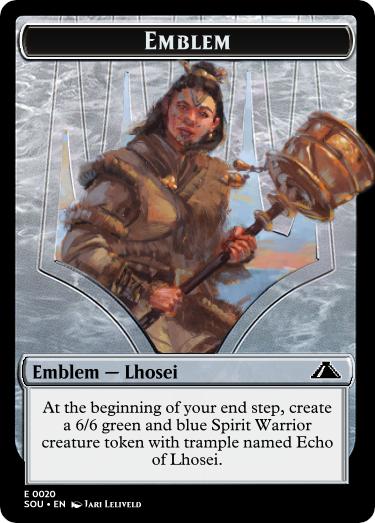 EMBLEM
Emblem — Lhosei
At the beginning of your end step, create
a 6/6 green and blue Spirit Warrior
creature token with trample named Echo
of Lhosei.
E 0020
SOU • EN JARI LELIVELD